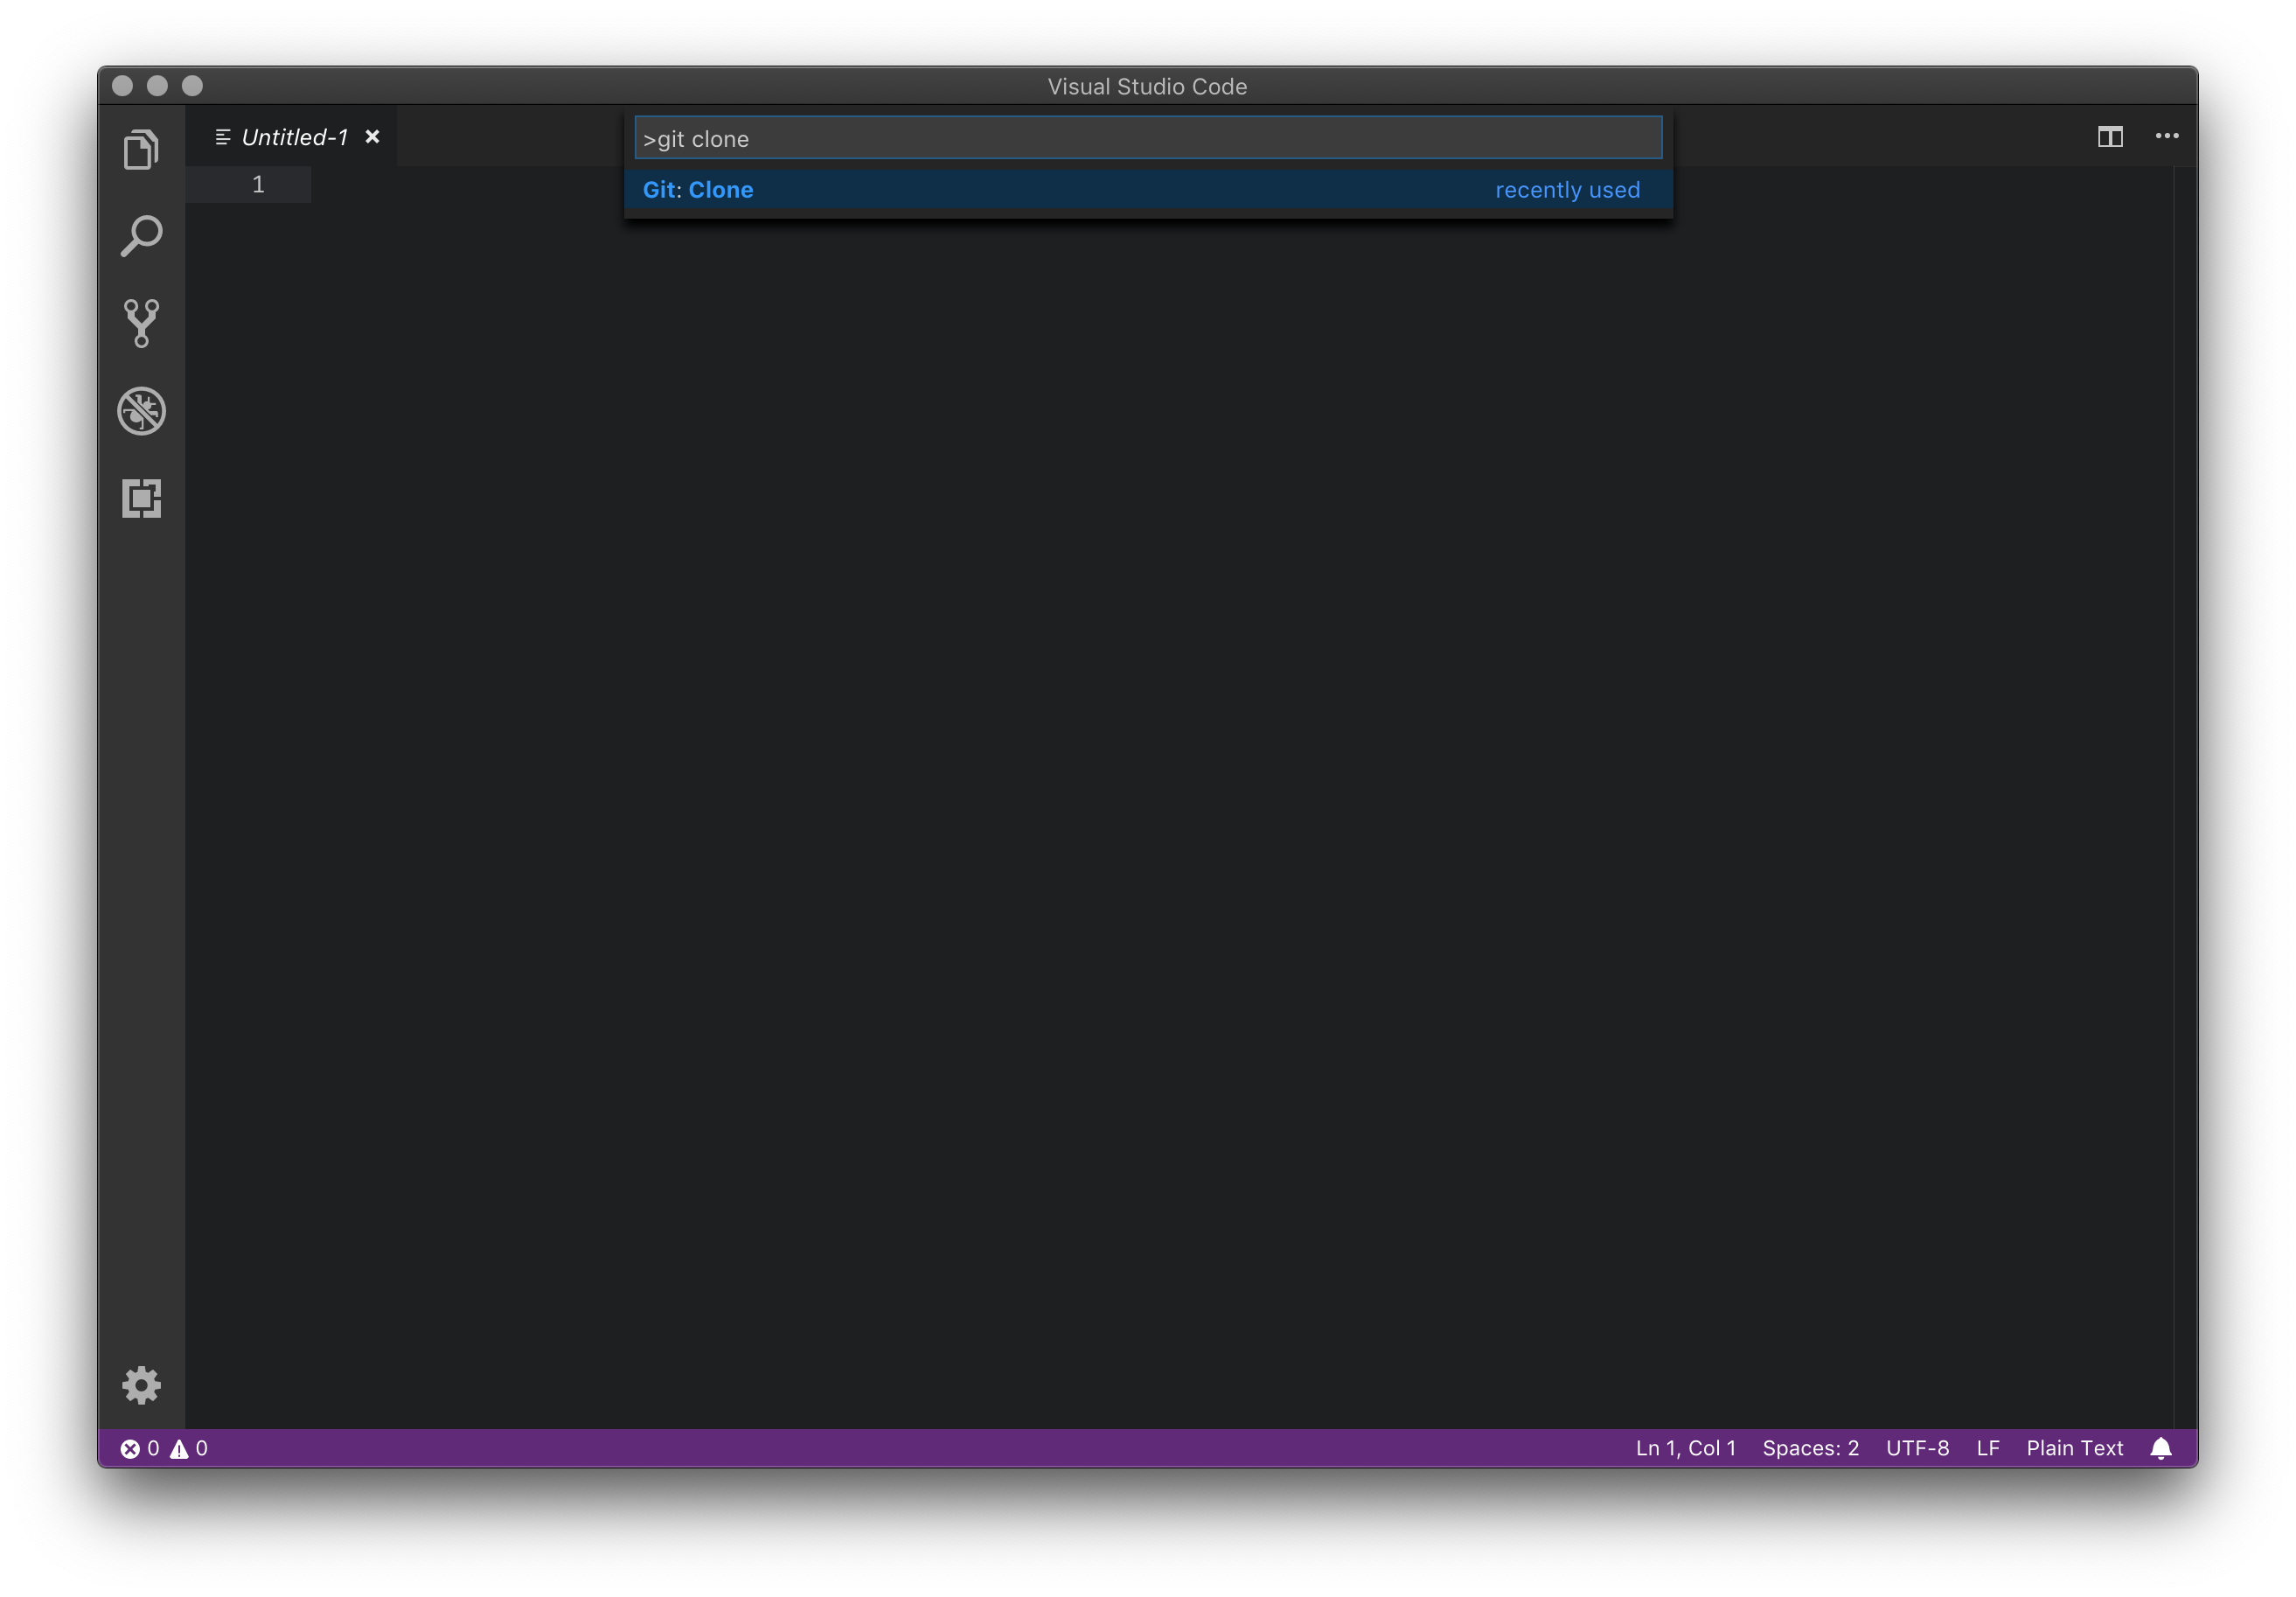 Visual Studio Code
Untitled-1
>git clone
Git: Clone recently used
1
0 0 Ln 1, Col 1 Spaces: 2 UTF-8 LF Plain Text